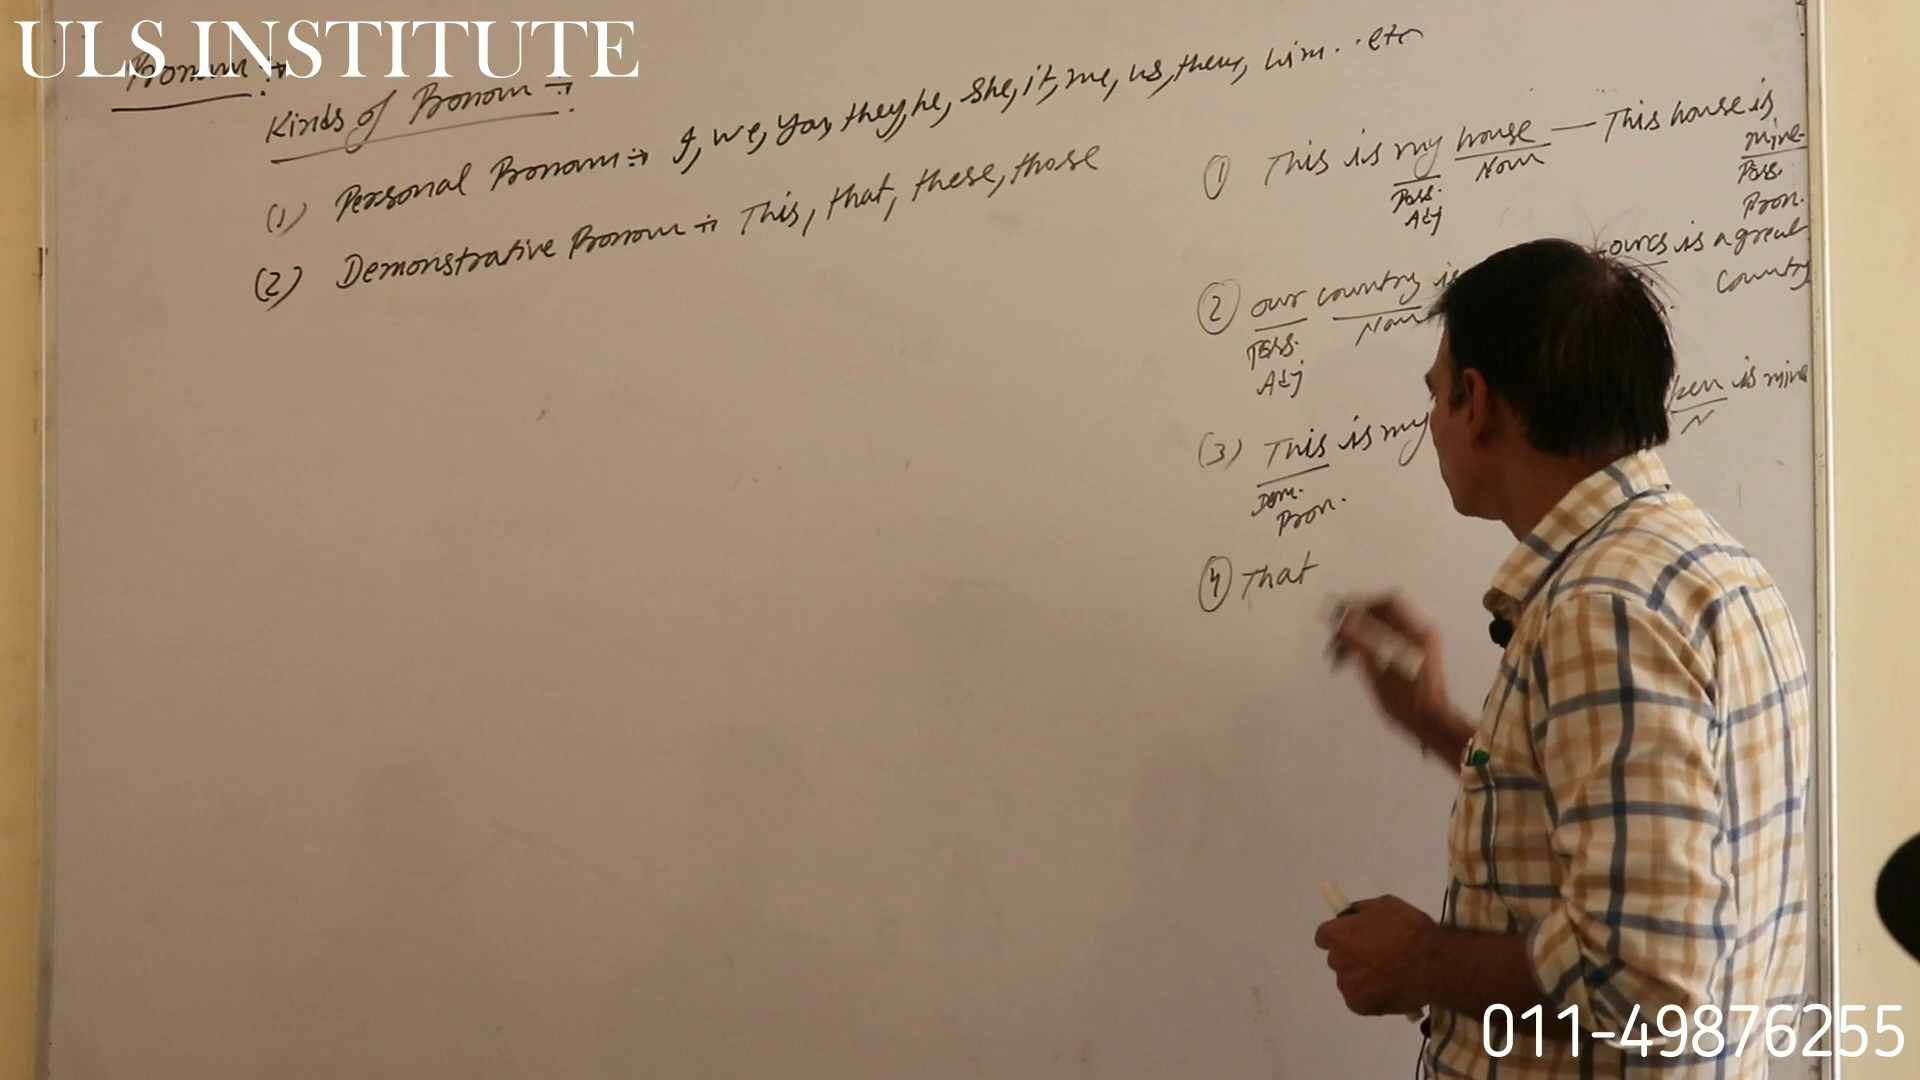 ULS INSTITUTE
Pronoun :→
Kinds of Pronoun ÷
(1) Personal Pronoun :→ I, we, you, they, he, she, it, me, us, them, him . . etc
(2) Demonstrative Pronoun ÷ This, that, these, those
① This is my house — This house is
mine.
Poss. Adj
Noun
Poss. Pron.
② our country is
ours is a great
country
Poss. Adj
Noun
(3) This is my
is mine
Dem. Pron.
N
④ That
011-49876255